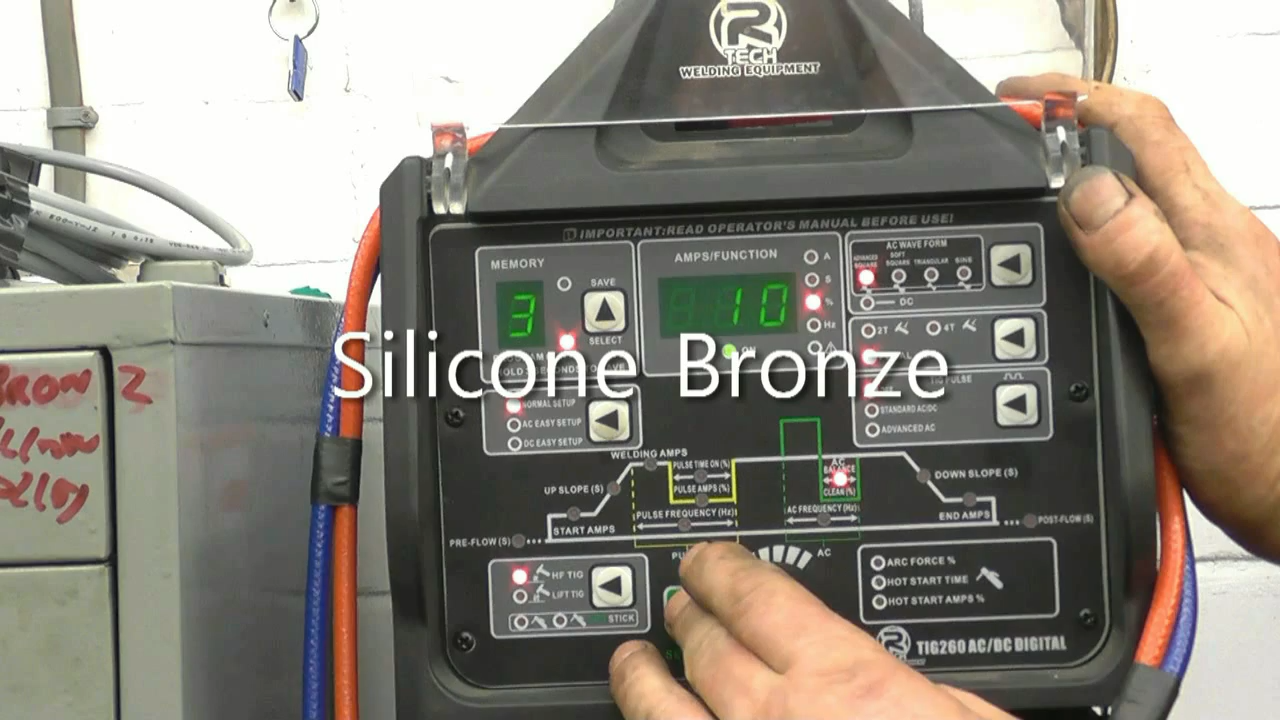 R
TECH
WELDING EQUIPMENT
IMPORTANT:READ OPERATOR'S MANUAL BEFORE USE!
MEMORY
SAVE
3
SELECT
AMPS/FUNCTION
10
A
S
%
Hz
ON
AC WAVE FORM
ADVANCED SQUARE
SOFT SQUARE
TRIANGULAR
SINE
DC
2T
4T
Silicone Bronze
TIG PULSE
NORMAL SETUP
AC EASY SETUP
DC EASY SETUP
STANDARD AC/DC
ADVANCED AC
WELDING AMPS
PULSE TIME ON (%)
UP SLOPE (S)
PULSE AMPS (%)
START AMPS
PULSE FREQUENCY (Hz)
PRE-FLOW (S)
AC BALANCE
CLEAN (%)
AC FREQUENCY (Hz)
DOWN SLOPE (S)
END AMPS
POST-FLOW (S)
AC
HF TIG
LIFT TIG
STICK
ARC FORCE %
HOT START TIME
HOT START AMPS %
R
TIG260 AC/DC DIGITAL
BRON 2